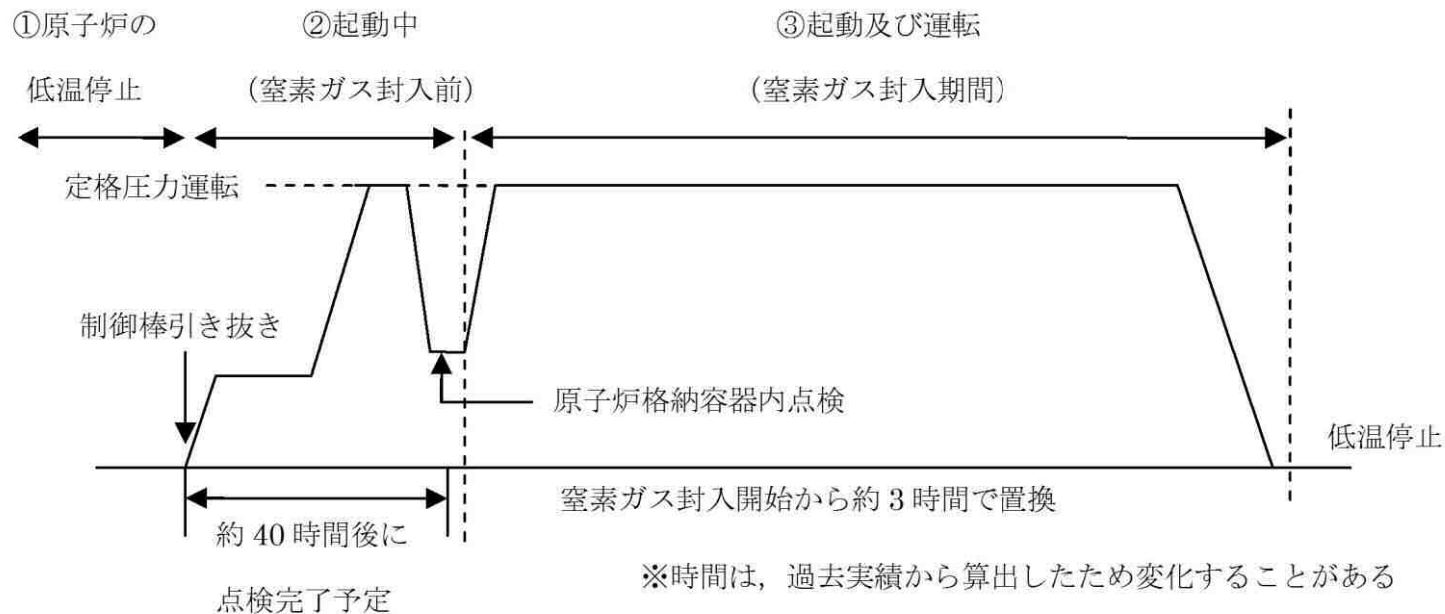 ①原子炉の
低温停止
②起動中
(窒素ガス封入前)
③起動及び運転
(窒素ガス封入期間)
定格圧力運転
制御棒引き抜き
原子炉格納容器内点検
低温停止
約 40 時間後に
点検完了予定
窒素ガス封入開始から約 3 時間で置換
※時間は，過去実績から算出したため変化することがある